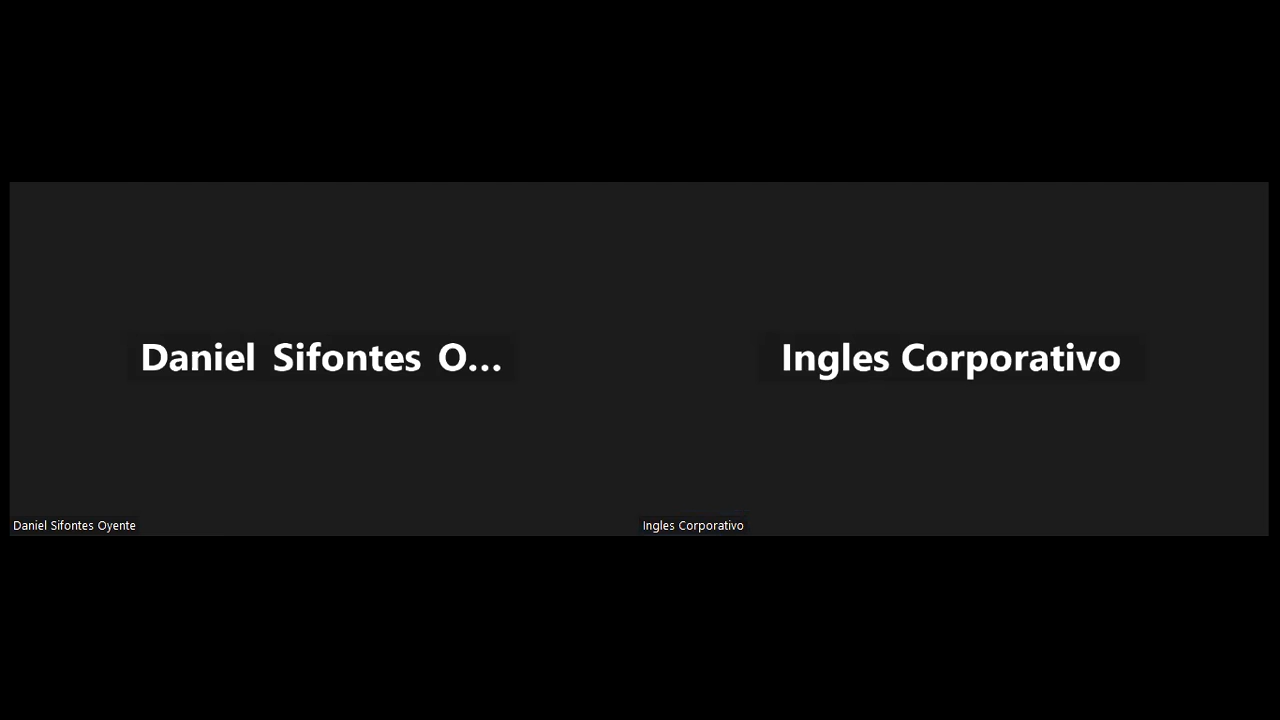 Daniel Sifontes O...
Ingles Corporativo
Daniel Sifontes Oyente
Ingles Corporativo